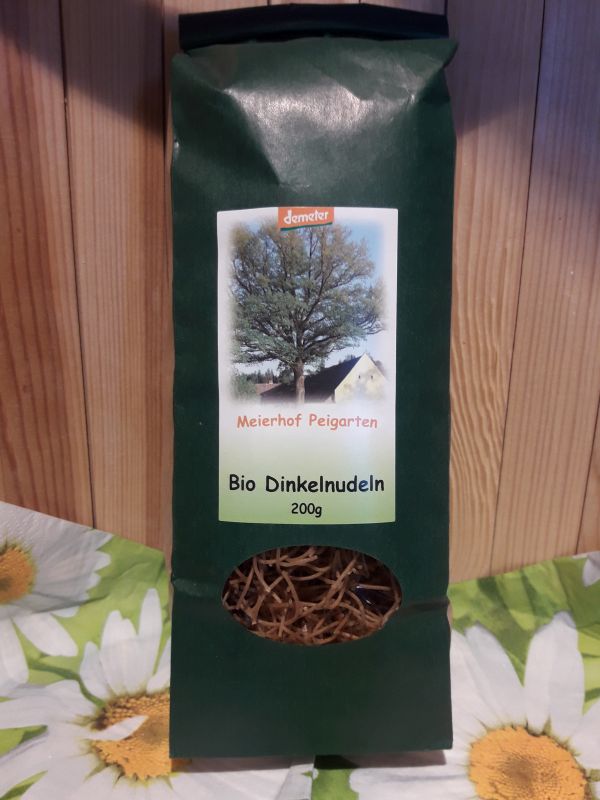 demeter
Meierhof Peigarten
Bio Dinkelnudeln
200g